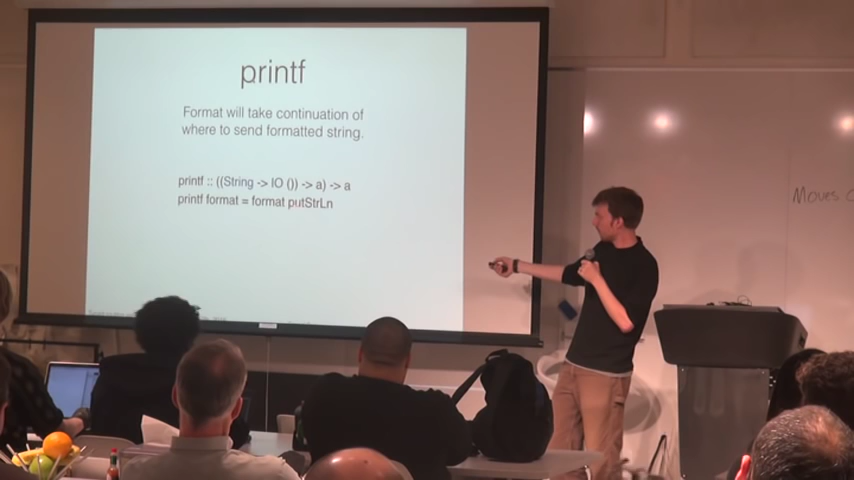 printf
Format will take continuation of
where to send formatted string.
printf :: ((String -> IO ()) -> a) -> a
printf format = format putStrLn
Moves